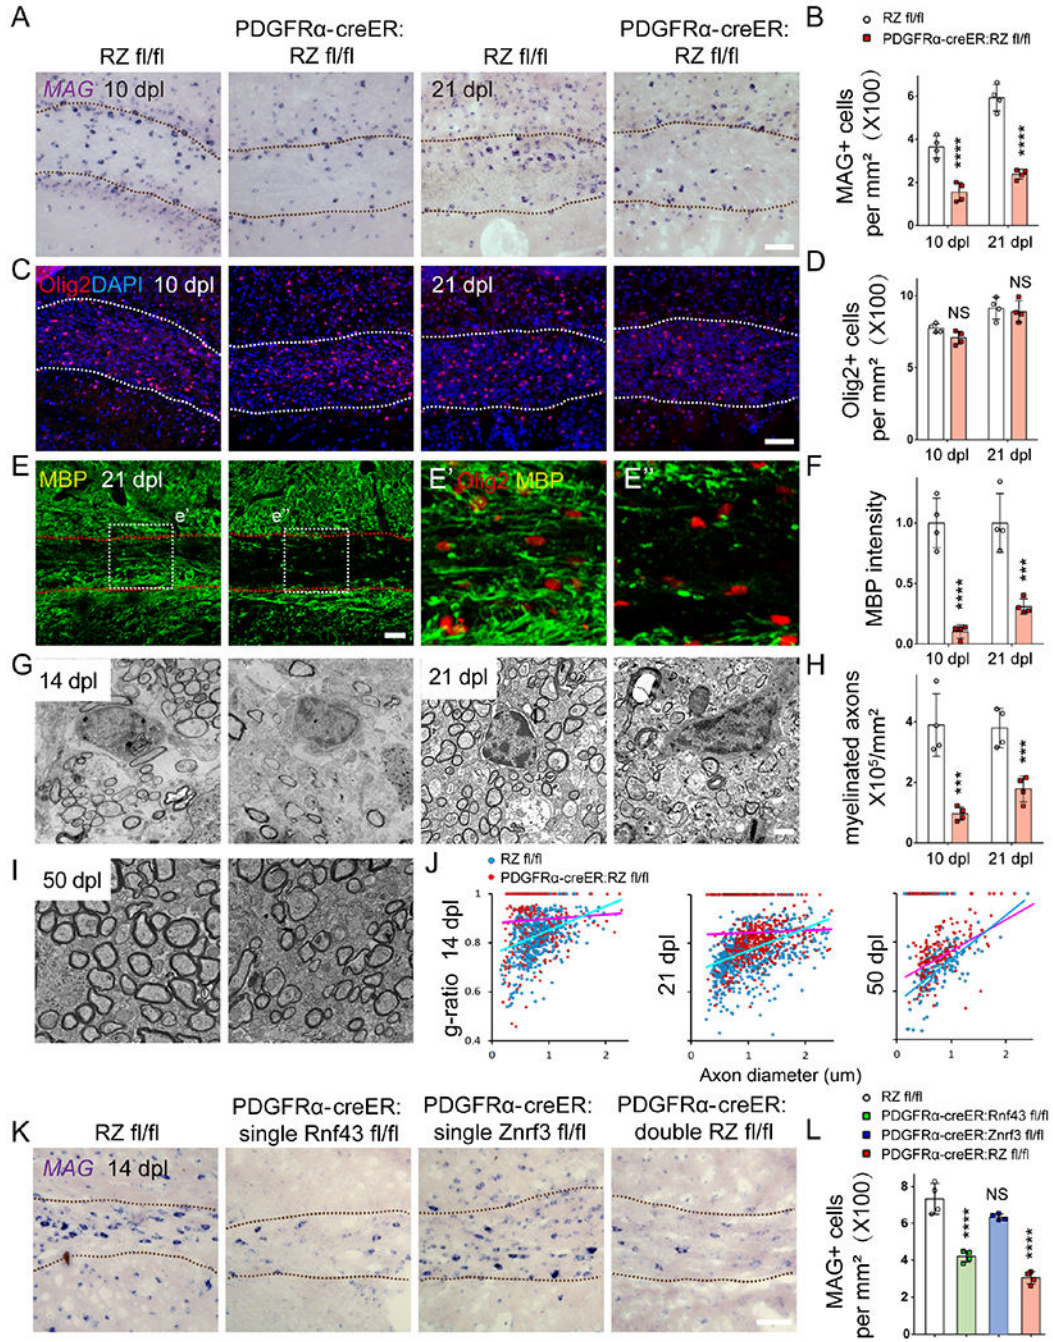 A
PDGFRα-creER:
PDGFRα-creER:
RZ fl/fl
RZ fl/fl
RZ fl/fl
RZ fl/fl
MAG 10 dpl
21 dpl
B
RZ fl/fl
PDGFRα-creER:RZ fl/fl
MAG+ cells
per mm² (X100)
6
4
2
0
****
****
10 dpl
21 dpl
C
Olig2DAPI 10 dpl
21 dpl
D
Olig2+ cells
per mm² (X100)
10
5
0
NS
NS
10 dpl
21 dpl
E
MBP 21 dpl
e'
e''
E' Olig2 MBP
E''
F
MBP intensity
1.0
0.5
0.0
****
***
10 dpl
21 dpl
G
14 dpl
21 dpl
H
myelinated axons
X10⁵/mm²
4
2
0
***
***
10 dpl
21 dpl
I
50 dpl
J
RZ fl/fl
PDGFRα-creER:RZ fl/fl
g-ratio 14 dpl
1
0.8
0.6
0.4
0
1
2
21 dpl
0
1
2
50 dpl
0
1
2
Axon diameter (um)
K
RZ fl/fl
PDGFRα-creER:
single Rnf43 fl/fl
PDGFRα-creER:
single Znrf3 fl/fl
PDGFRα-creER:
double RZ fl/fl
MAG 14 dpl
L
RZ fl/fl
PDGFRα-creER:Rnf43 fl/fl
PDGFRα-creER:Znrf3 fl/fl
PDGFRα-creER:RZ fl/fl
MAG+ cells
per mm² (X100)
8
6
4
2
0
****
NS
****